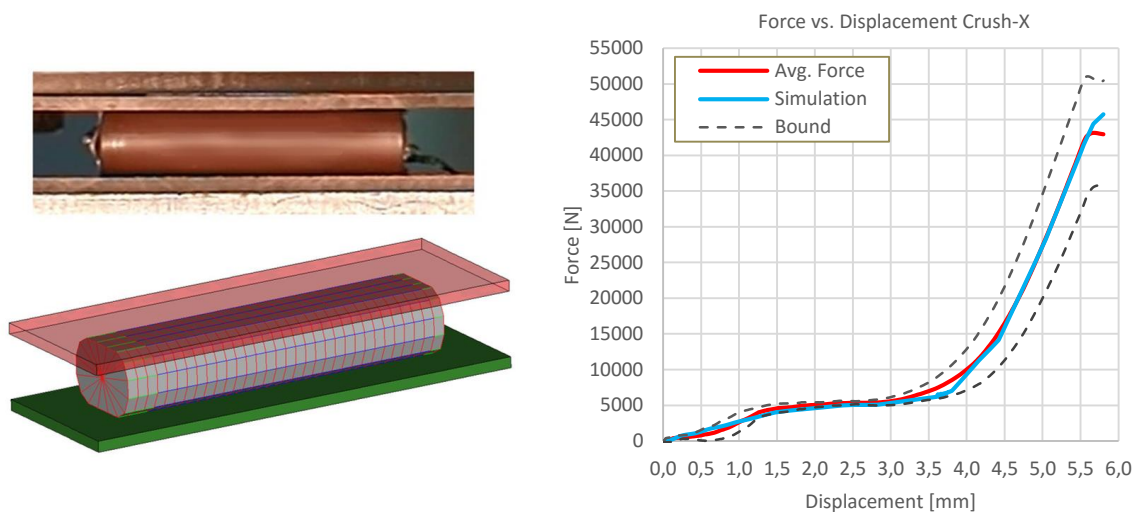 Force vs. Displacement Crush-X
55000
50000
45000
40000
35000
30000
25000
20000
15000
10000
5000
0
Force [N]
Avg. Force
Simulation
Bound
0,0 0,5 1,0 1,5 2,0 2,5 3,0 3,5 4,0 4,5 5,0 5,5 6,0
Displacement [mm]